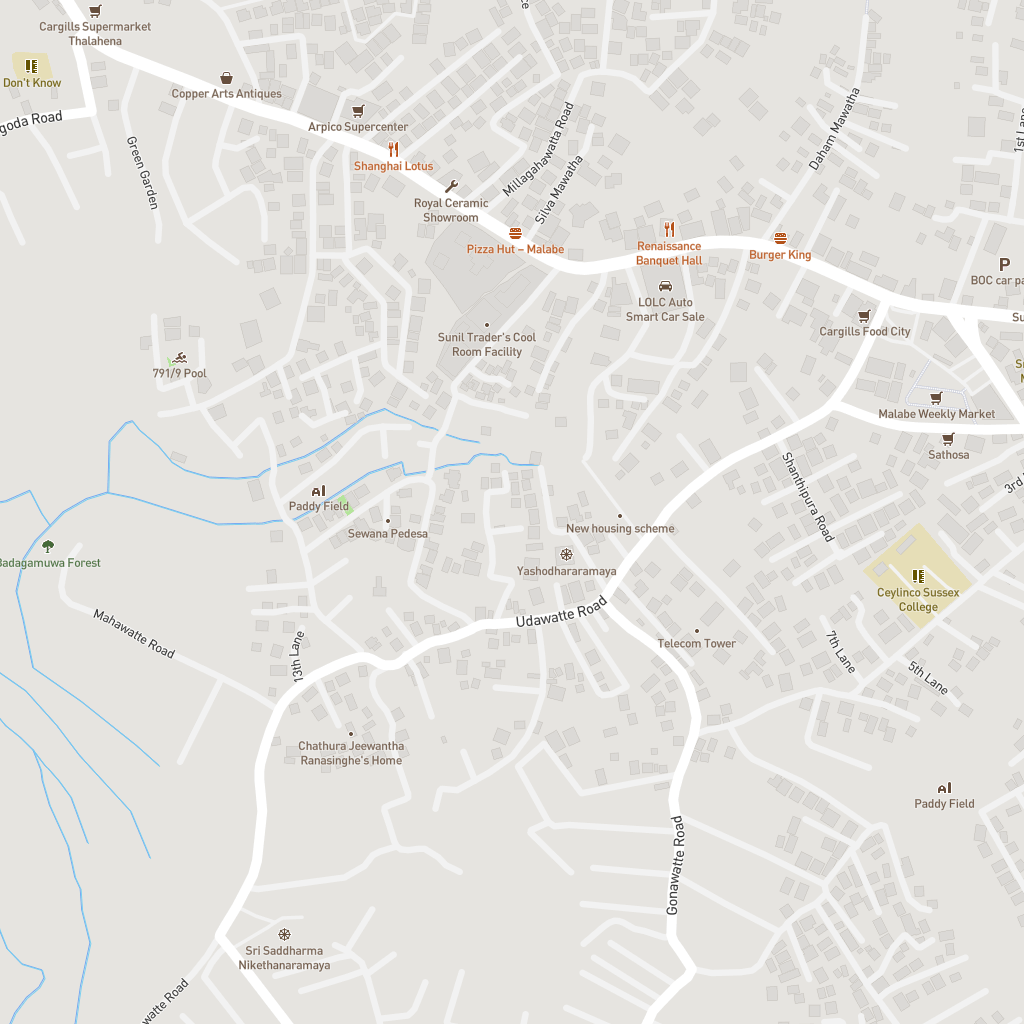 Cargills Supermarket
Thalahena
Don't Know
goda Road
Copper Arts Antiques
Arpico Supercenter
Shanghai Lotus
Green Garden
Royal Ceramic
Showroom
Millagahawatta Road
Silva Mawatha
Daham Mawatha
1st Lane
Pizza Hut – Malabe
Renaissance
Banquet Hall
Burger King
P
BOC car pa
LOLC Auto
Smart Car Sale
Cargills Food City
Su
Sunil Trader's Cool
Room Facility
791/9 Pool
Malabe Weekly Market
Sathosa
Shanthipura Road
3rd
Paddy Field
Sewana Pedesa
New housing scheme
Badagamuwa Forest
Yashodhararamaya
Ceylinco Sussex
College
Mahawatte Road
Udawatte Road
13th Lane
Telecom Tower
7th Lane
5th Lane
Chathura Jeewantha
Ranasinghe's Home
Paddy Field
Gonawatte Road
Sri Saddharma
Nikethanaramaya
watte Road